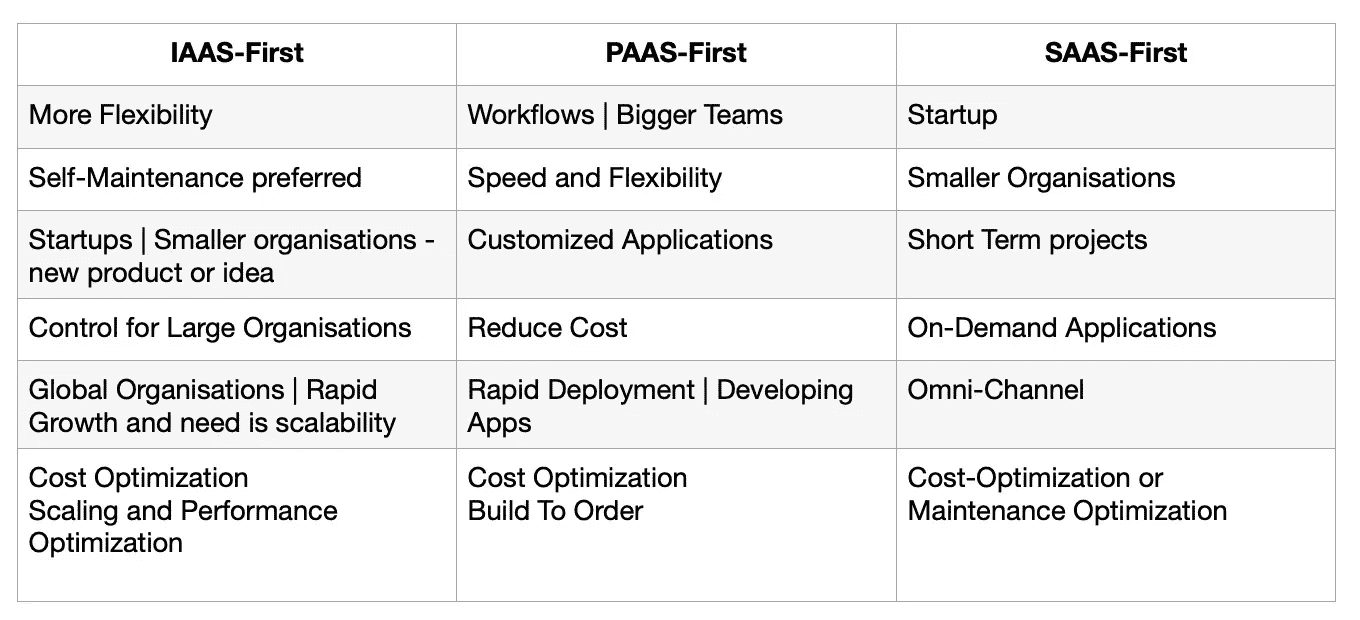 IAAS-First
PAAS-First
SAAS-First
More Flexibility
Workflows | Bigger Teams
Startup
Self-Maintenance preferred
Speed and Flexibility
Smaller Organisations
Startups | Smaller organisations -
new product or idea
Customized Applications
Short Term projects
Control for Large Organisations
Reduce Cost
On-Demand Applications
Global Organisations | Rapid
Growth and need is scalability
Rapid Deployment | Developing
Apps
Omni-Channel
Cost Optimization
Scaling and Performance
Optimization
Cost Optimization
Build To Order
Cost-Optimization or
Maintenance Optimization